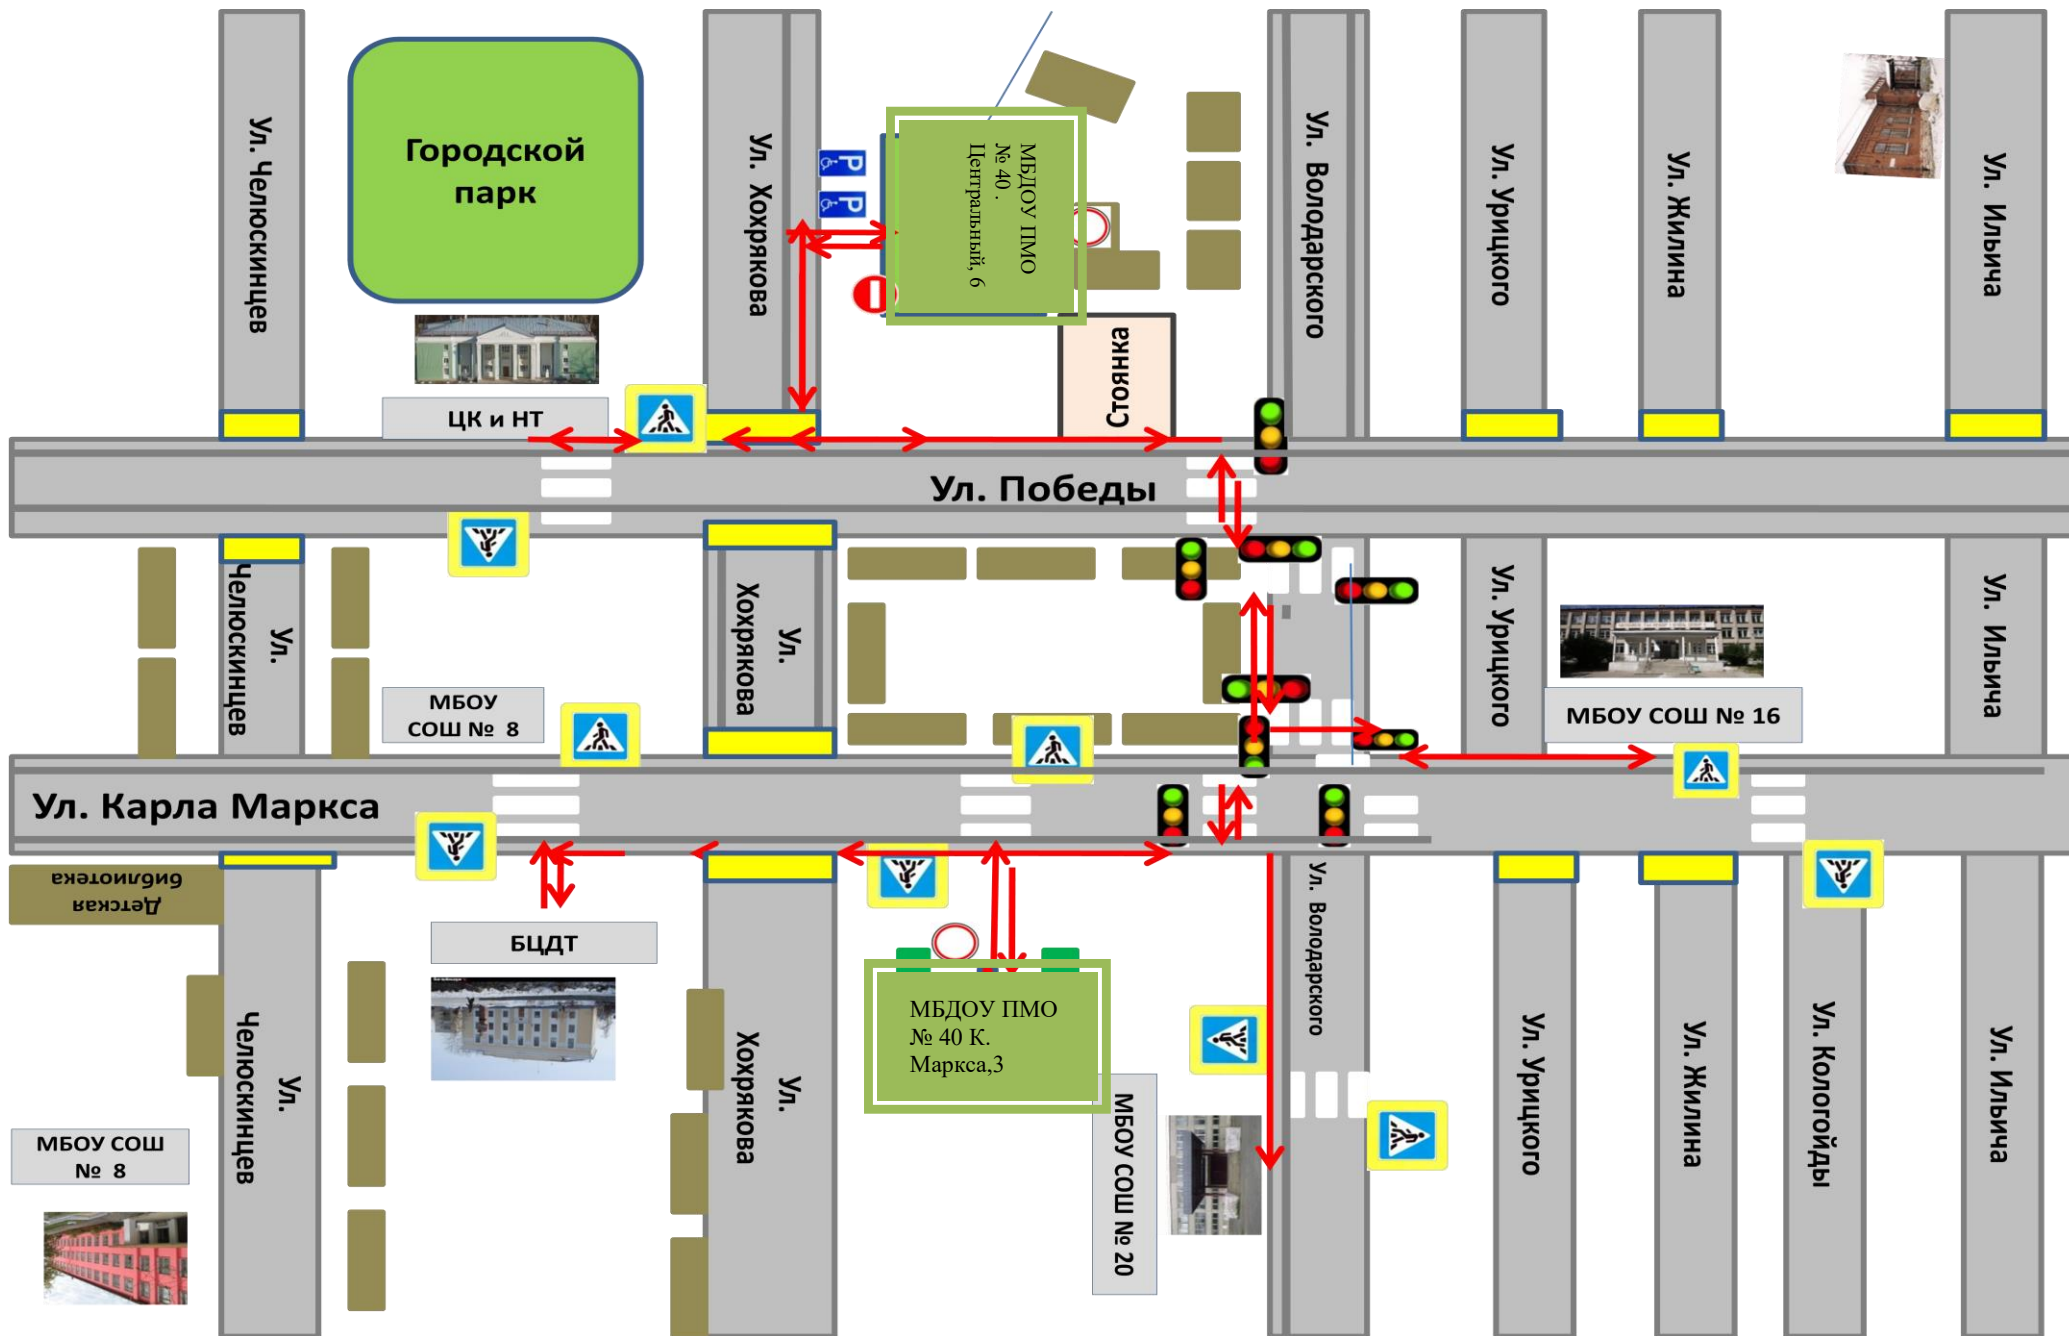 Ул. Челюскинцев
Городской
парк
Ул. Хохрякова
P
P
МБДОУ ПМО
№ 40 .
Центральный, 6
Ул. Володарского
Ул. Урицкого
Ул. Жилина
Ул. Ильича
Стоянка
ЦК и НТ
Ул. Победы
Ул.
Челюскинцев
Ул.
Хохрякова
Ул. Урицкого
Ул. Ильича
МБОУ
СОШ № 8
МБОУ СОШ № 16
Ул. Карла Маркса
Детская
библиотека
БЦДТ
МБДОУ ПМО
№ 40 К.
Маркса,3
Ул. Володарского
Ул.
Челюскинцев
Ул.
Хохрякова
МБОУ СОШ № 20
Ул. Урицкого
Ул. Жилина
Ул. Кологойды
Ул. Ильича
МБОУ СОШ
№ 8